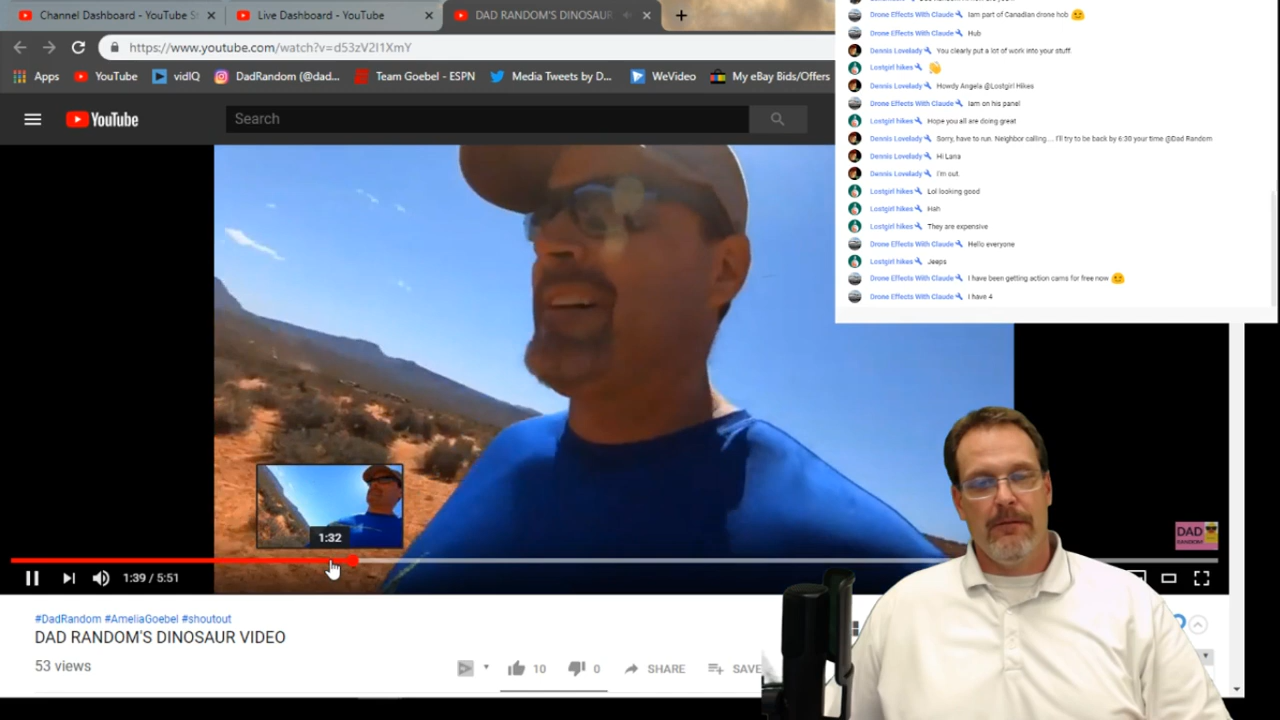 Channel Dashboard - YouTube St
d - YouTube
DAD RANDOM'S DINOSAUR
https://www.youtube.com/watch?v=d53zV2I1XmY
Apps
YouTube
DadRandom (@dad...
Team Goebel - ESPN
Media Tweets by D...
WeVideo
My eBay Bids/Offers
YouTube
Search
Drone Effects With Claude Iam part of Canadian drone hob
Drone Effects With Claude Hub
Dennis Lovelady You clearly put a lot of work into your stuff.
Lostgirl hikes
Dennis Lovelady Howdy Angela @Lostgirl Hikes
Drone Effects With Claude Iam on his panel
Lostgirl hikes Hope you all are doing great
Dennis Lovelady Sorry, have to run. Neighbor calling ... I'll try to be back by 6:30 your time @Dad Random
Dennis Lovelady Hi Lana
Dennis Lovelady I'm out.
Lostgirl hikes Lol looking good
Lostgirl hikes Hah
Lostgirl hikes They are expensive
Drone Effects With Claude Hello everyone
Lostgirl hikes Jeeps
Drone Effects With Claude I have been getting action cams for free now
Drone Effects With Claude I have 4
1:32
DAD
RANDOM
1:39 / 5:51
#DadRandom #AmeliaGoebel #shoutout
DAD RANDOM'S DINOSAUR VIDEO
53 views
10
0
SHARE
SAVE